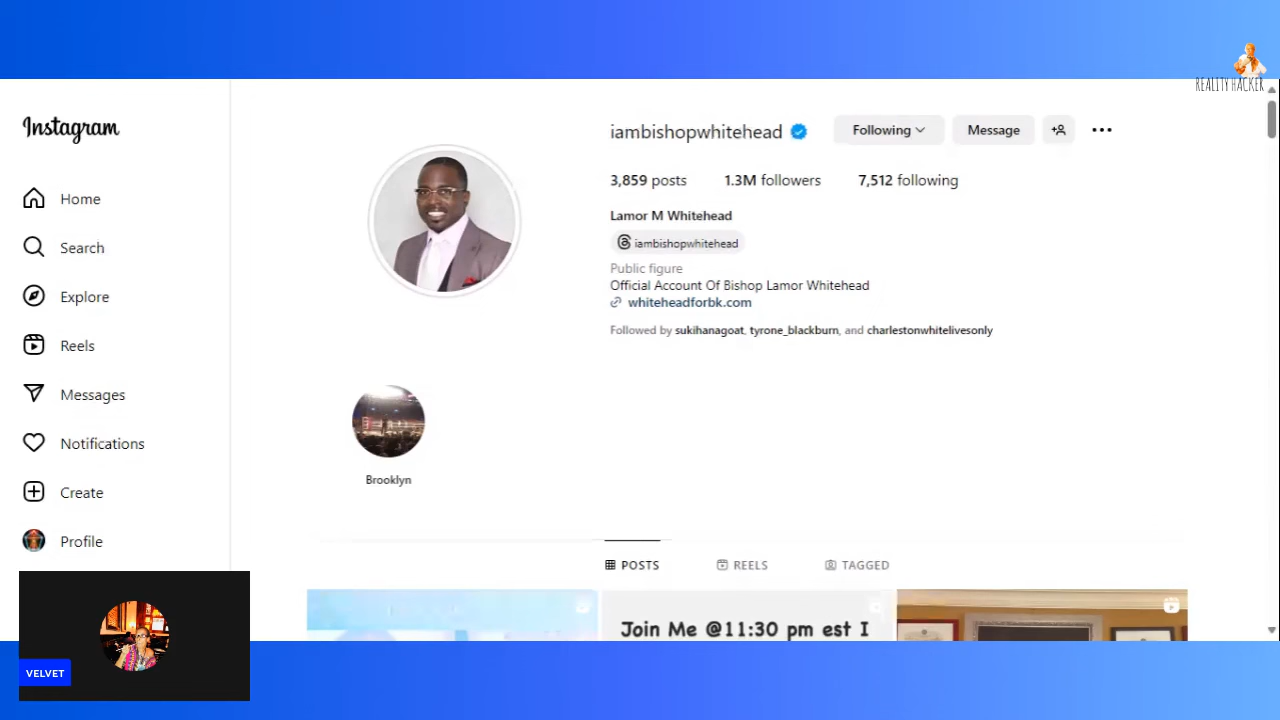 REALITY HACKER
Instagram
Home
Search
Explore
Reels
Messages
Notifications
Create
Profile
iambishopwhitehead Following Message
3,859 posts 1.3M followers 7,512 following
Lamor M Whitehead
iambishopwhitehead
Public figure
Official Account Of Bishop Lamor Whitehead
whiteheadforbk.com
Followed by sukihanagoat, tyrone_blackburn, and charlestonwhitelivesonly
Brooklyn
POSTS REELS TAGGED
Join Me @11:30 pm est I
VELVET